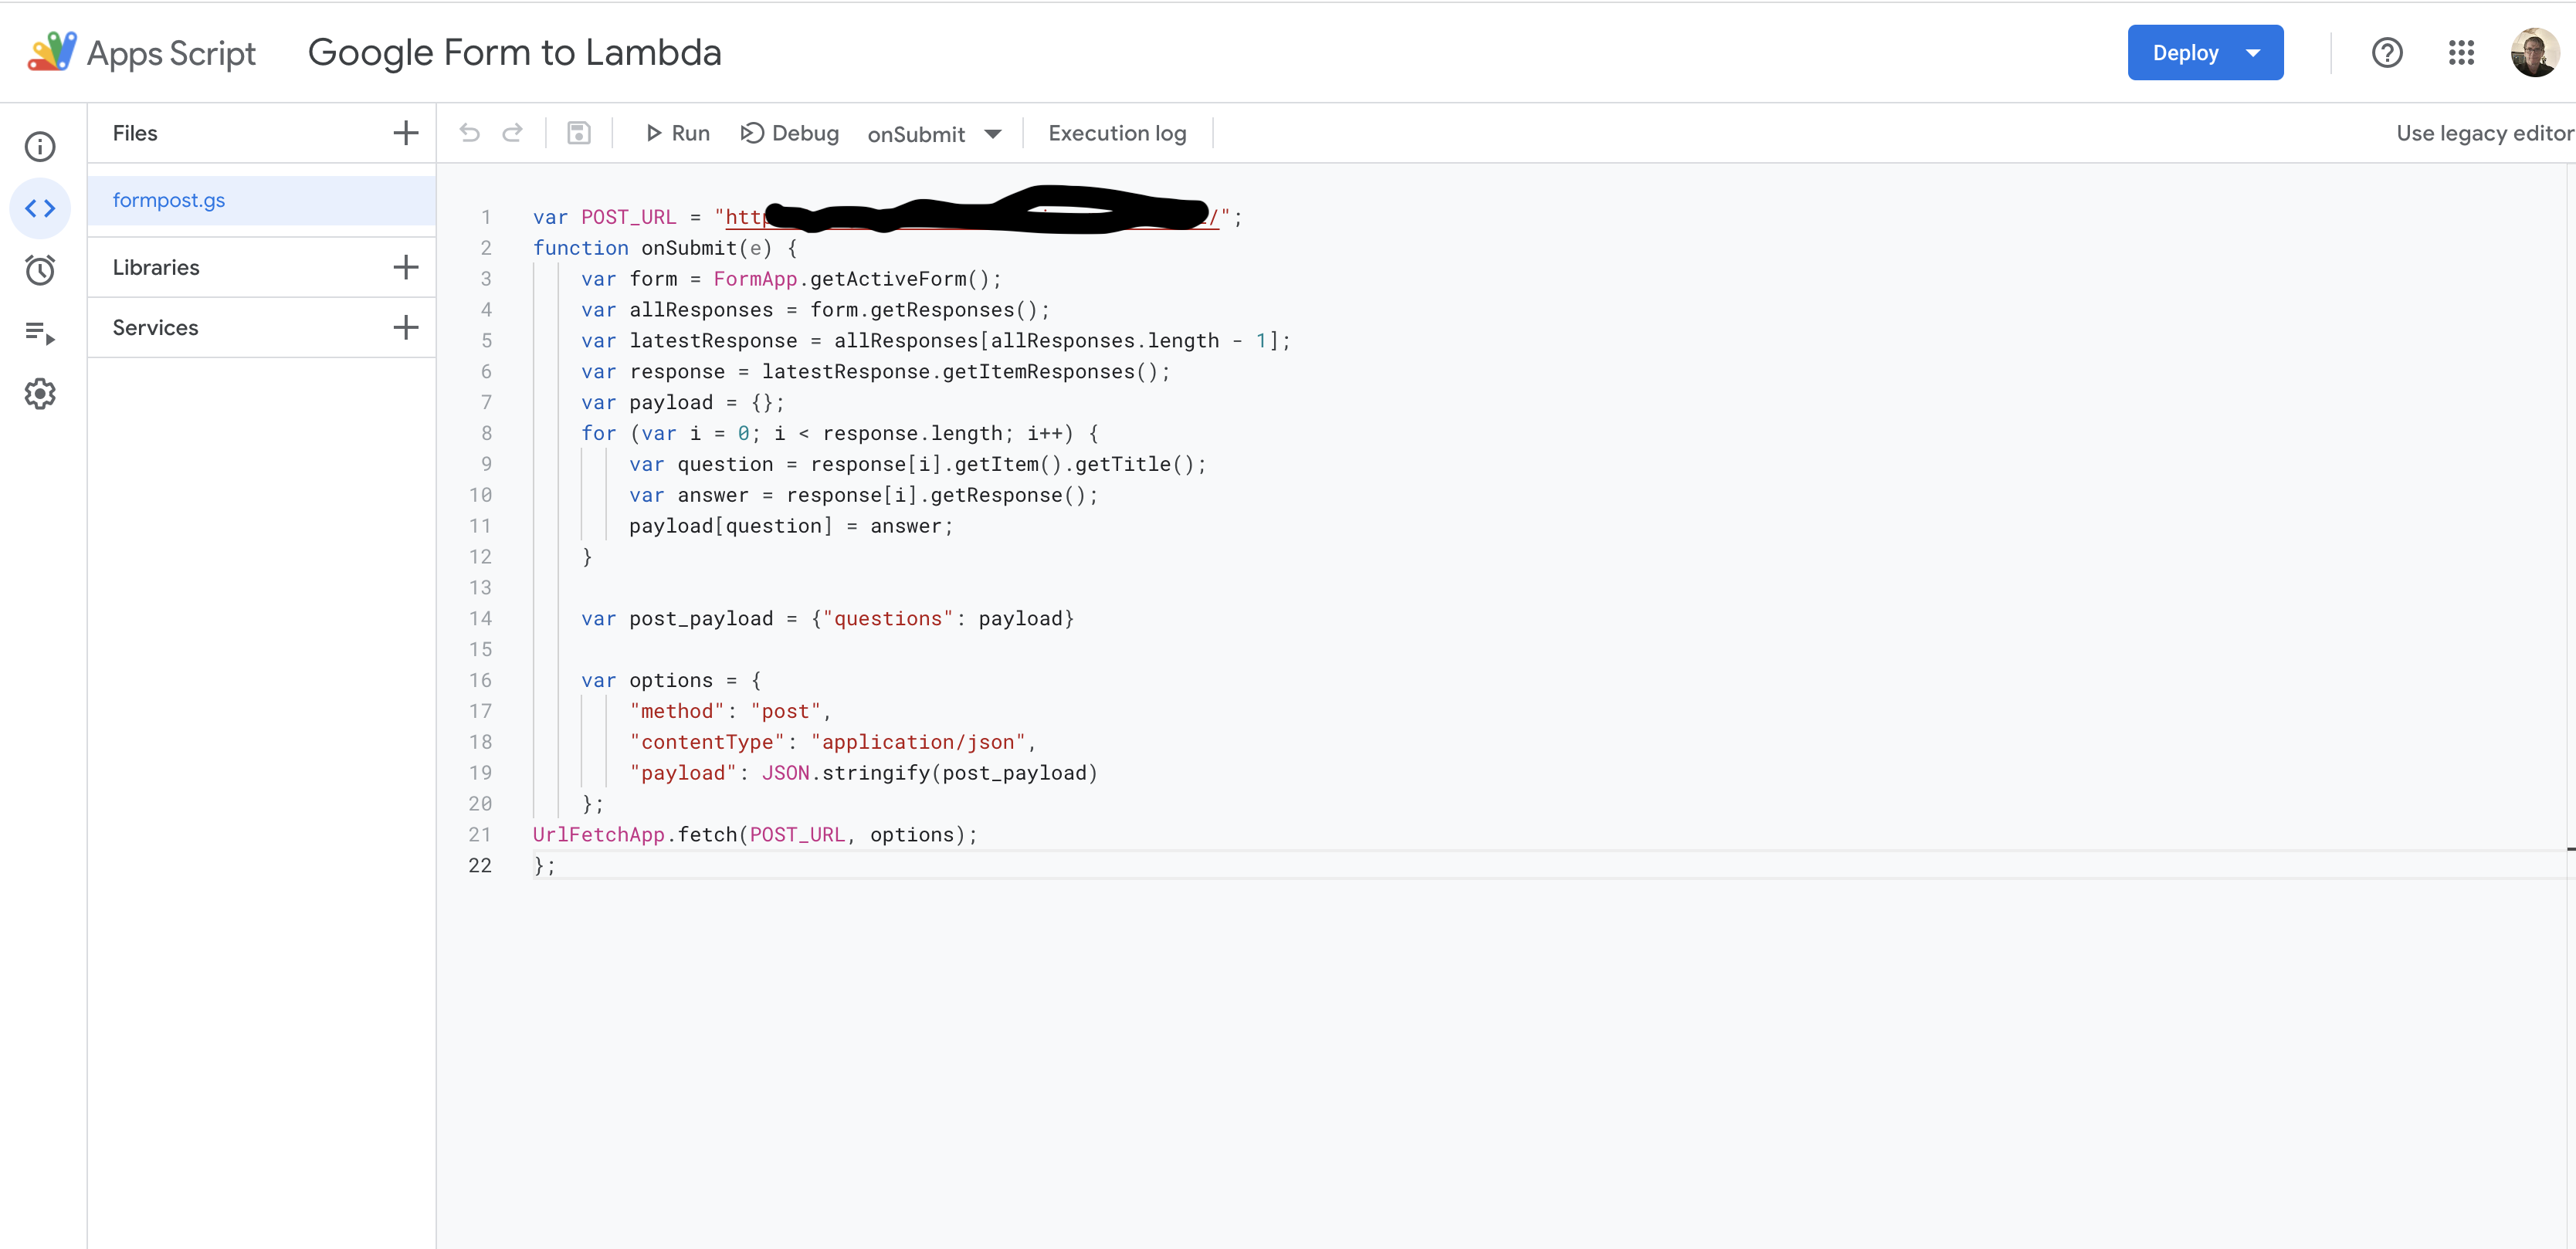 Apps Script
Google Form to Lambda
Deploy
Files
Run
Debug
onSubmit
Execution log
Use legacy editor
formpost.gs
Libraries
Services
1 var POST_URL = "http /";
2 function onSubmit(e) {
3 var form = FormApp.getActiveForm();
4 var allResponses = form.getResponses();
5 var latestResponse = allResponses[allResponses.length - 1];
6 var response = latestResponse.getItemResponses();
7 var payload = {};
8 for (var i = 0; i < response.length; i++) {
9 var question = response[i].getItem().getTitle();
10 var answer = response[i].getResponse();
11 payload[question] = answer;
12 }
13
14 var post_payload = {"questions": payload}
15
16 var options = {
17 "method": "post",
18 "contentType": "application/json",
19 "payload": JSON.stringify(post_payload)
20 };
21 UrlFetchApp.fetch(POST_URL, options);
22 };